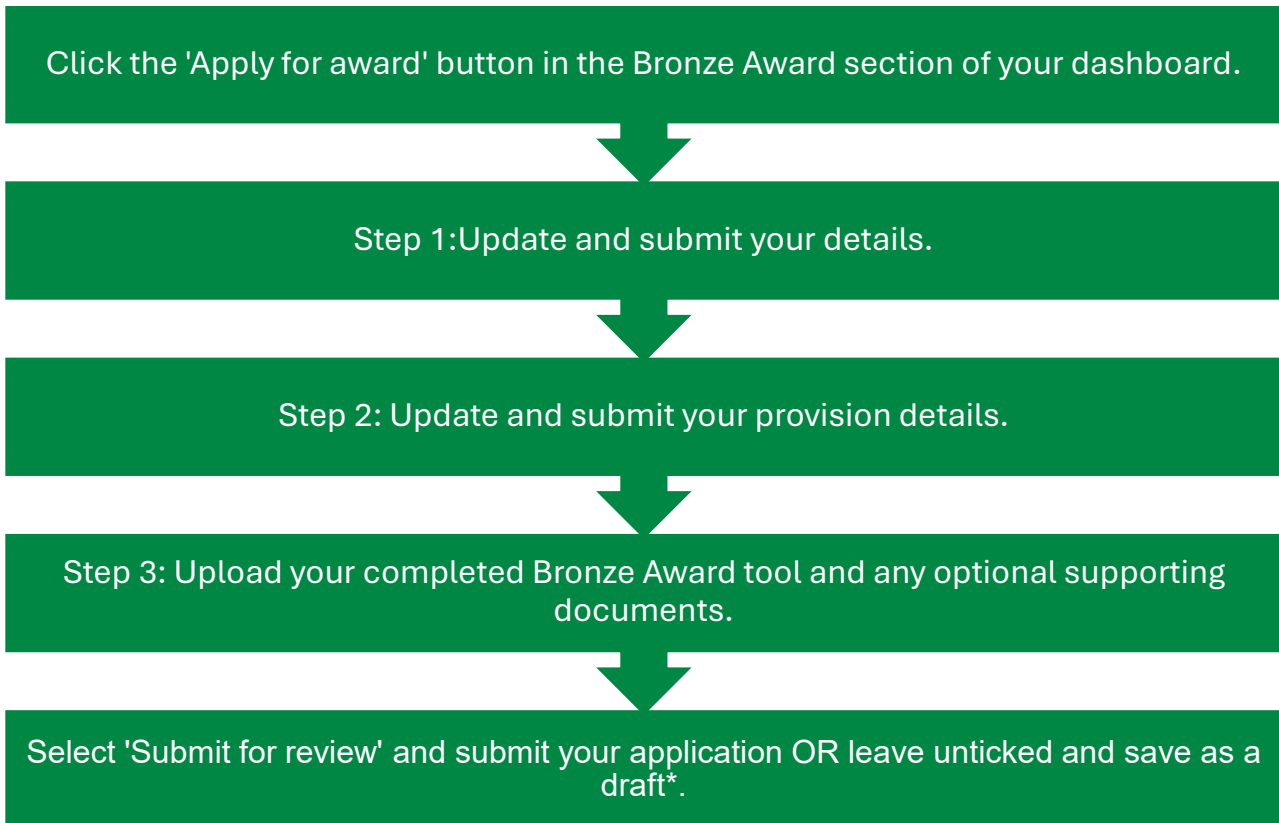 Click the 'Apply for award' button in the Bronze Award section of your dashboard.
Step 1:Update and submit your details.
Step 2: Update and submit your provision details.
Step 3: Upload your completed Bronze Award tool and any optional supporting
documents.
Select 'Submit for review' and submit your application OR leave unticked and save as a
draft*.